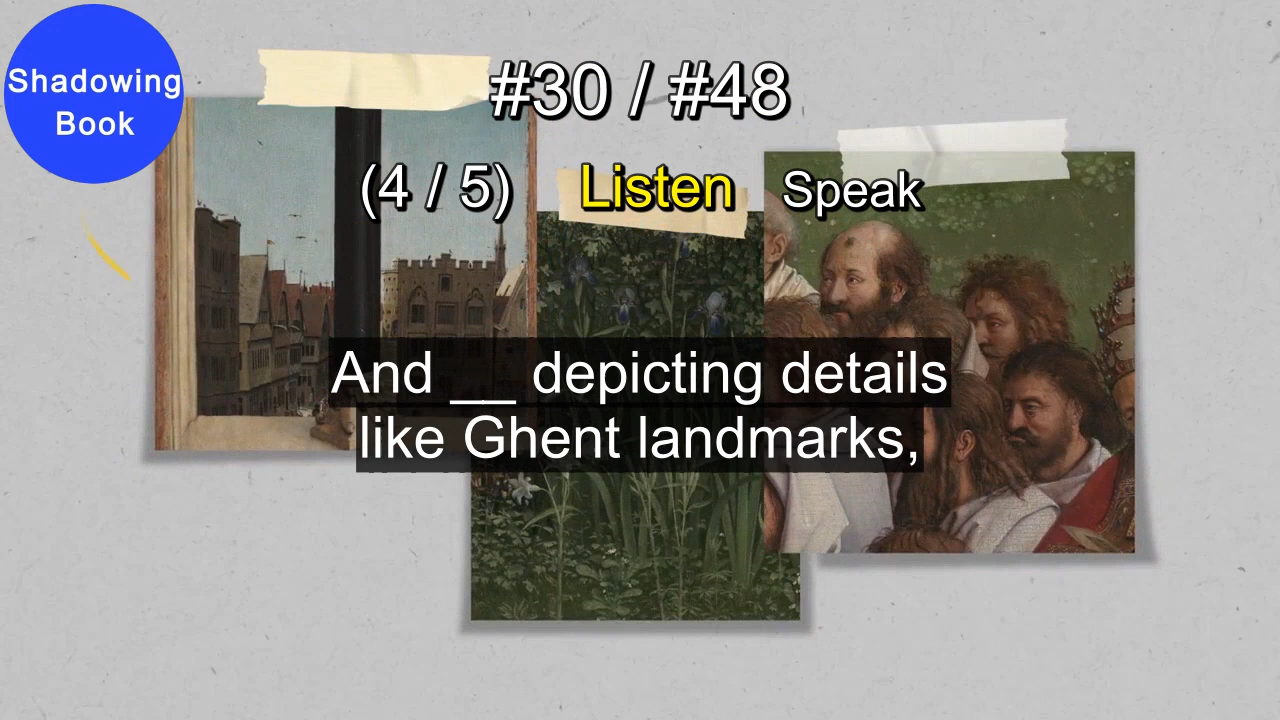 Shadowing
Book
#30 / #48
(4 / 5) Listen Speak
And __ depicting details
like Ghent landmarks,